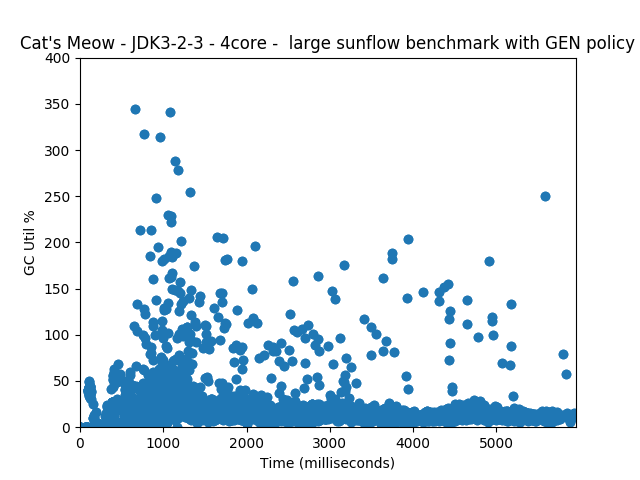 Cat's Meow - JDK3-2-3 - 4core -  large sunflow benchmark with GEN policy
400
350
300
250
200
150
100
50
0
GC Util %
0 1000 2000 3000 4000 5000
Time (milliseconds)